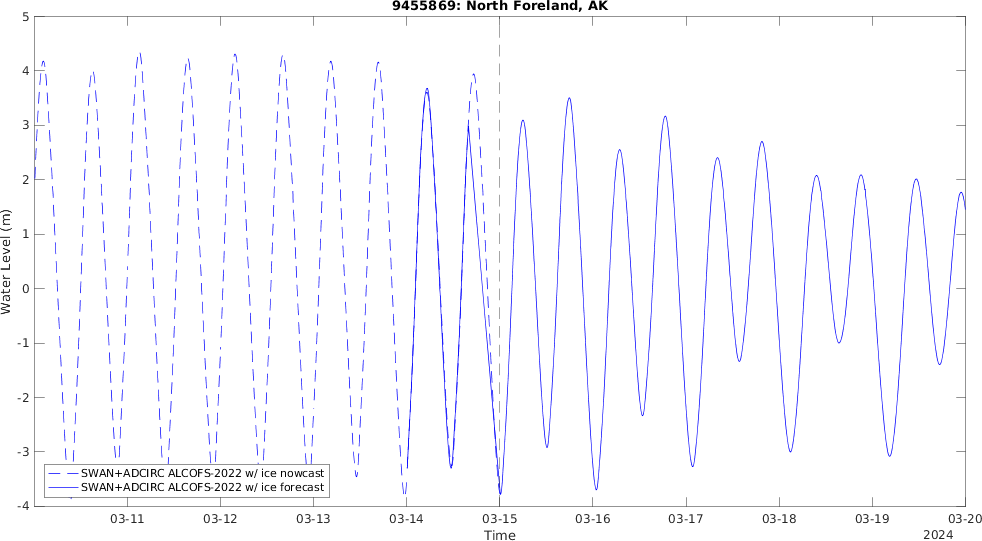 9455869: North Foreland, AK
Water Level (m)
5
4
3
2
1
0
-1
-2
-3
-4
SWAN+ADCIRC ALCOFS-2022 w/ ice nowcast
SWAN+ADCIRC ALCOFS-2022 w/ ice forecast
03-11 03-12 03-13 03-14 03-15 03-16 03-17 03-18 03-19 03-20
Time
2024